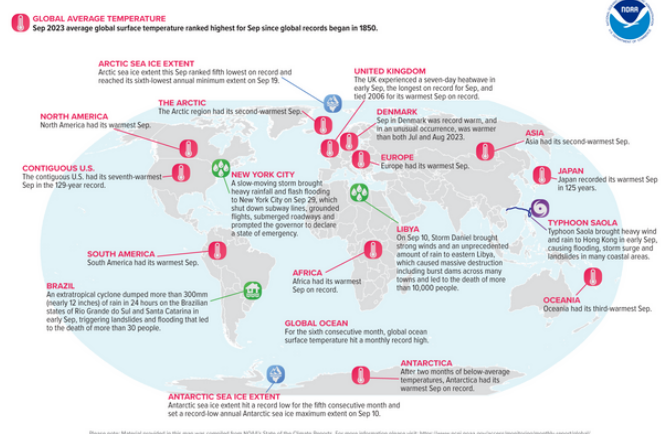 GLOBAL AVERAGE TEMPERATURE
Sep 2023 average global surface temperature ranked highest for Sep since global records began in 1850.
NOAA
ARCTIC SEA ICE EXTENT
Arctic sea ice extent this Sep ranked fifth lowest on record and
reached its sixth-lowest annual minimum extent on Sep 19.
UNITED KINGDOM
The UK experienced a seven-day heatwave in
early Sep, the longest on record for Sep, and
tied 2006 for its warmest Sep on record.
THE ARCTIC
The Arctic region had its second-warmest Sep.
NORTH AMERICA
North America had its warmest Sep.
DENMARK
Sep in Denmark was record warm, and
in an unusual occurrence, was warmer
than both Jul and Aug 2023.
ASIA
Asia had its second-warmest Sep.
EUROPE
Europe had its warmest Sep.
CONTIGUOUS U.S.
The contiguous U.S. had its seventh-warmest
Sep in the 129-year record.
NEW YORK CITY
A slow-moving storm brought
heavy rainfall and flash flooding
to New York City on Sep 29, which
shut down subway lines, grounded
flights, submerged roadways and
prompted the governor to declare
a state of emergency.
JAPAN
Japan recorded its warmest Sep
in 125 years.
LIBYA
On Sep 10, Storm Daniel brought
strong winds and an unprecedented
amount of rain to eastern Libya,
which caused massive destruction
including burst dams across many
towns and led to the death of more
than 10,000 people.
TYPHOON SAOLA
Typhoon Saola brought heavy wind
and rain to Hong Kong in early Sep,
causing flooding, storm surge and
landslides in many coastal areas.
SOUTH AMERICA
South America had its warmest Sep.
AFRICA
Africa had its warmest
Sep on record.
BRAZIL
An extratropical cyclone dumped more than 300mm
(nearly 12 inches) of rain in 24 hours on the Brazilian
states of Rio Grande do Sul and Santa Catarina in
early Sep, triggering landslides and flooding that led
to the death of more than 30 people.
OCEANIA
Oceania had its third-warmest Sep.
GLOBAL OCEAN
For the sixth consecutive month, global ocean
surface temperature hit a monthly record high.
ANTARCTICA
After two months of below-average
temperatures, Antarctica had its
warmest Sep on record.
ANTARCTIC SEA ICE EXTENT
Antarctic sea ice extent hit a record low for the fifth consecutive month and
set a record-low annual Antarctic sea ice maximum extent on Sep 10.